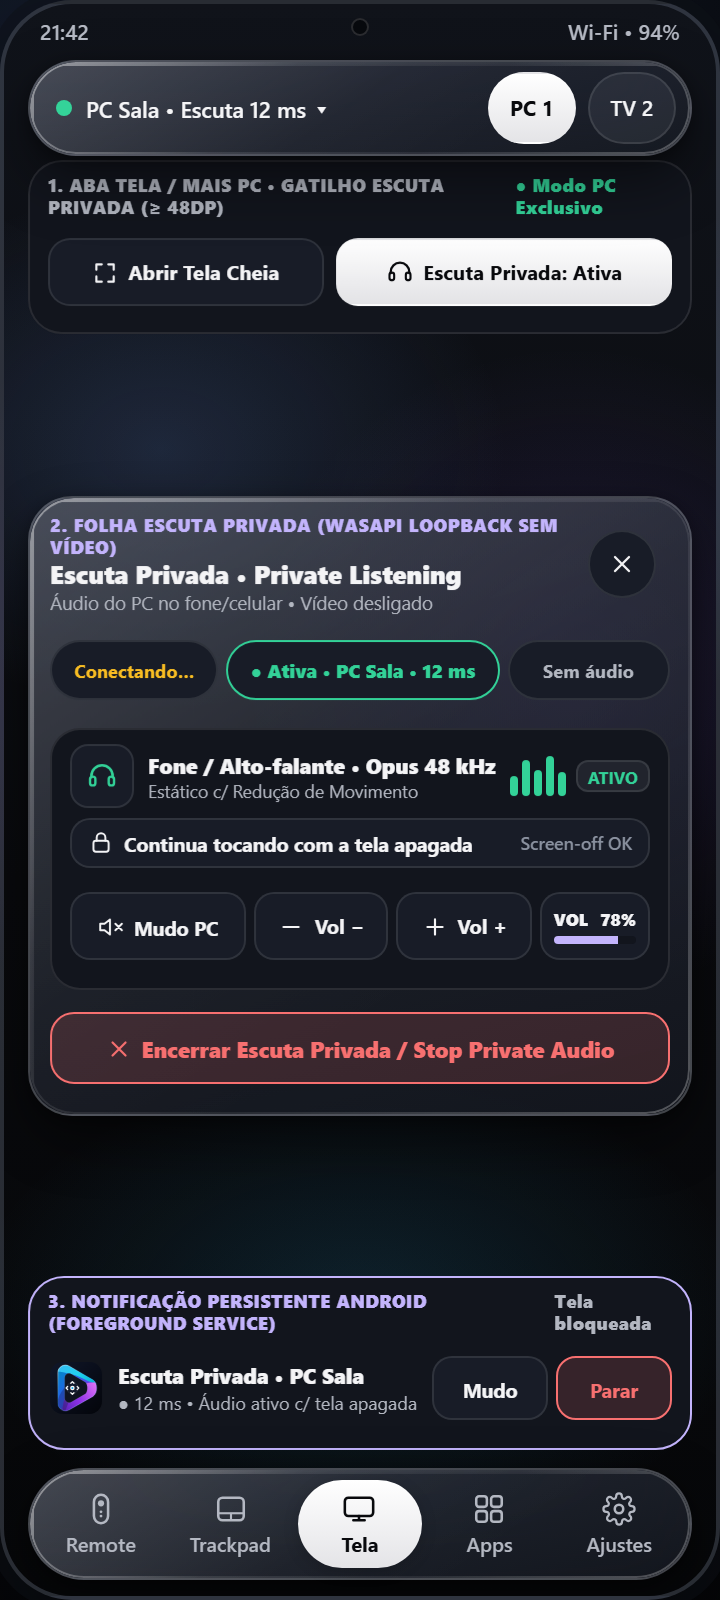 21:42
Wi-Fi • 94%
PC Sala • Escuta 12 ms ▾
PC 1
TV 2
1. ABA TELA / MAIS PC • GATILHO ESCUTA
PRIVADA (≥ 48DP)
● Modo PC
Exclusivo
Abrir Tela Cheia
Escuta Privada: Ativa
2. FOLHA ESCUTA PRIVADA (WASAPI LOOPBACK SEM
VÍDEO)
Escuta Privada • Private Listening
Áudio do PC no fone/celular • Vídeo desligado
Conectando...
● Ativa • PC Sala • 12 ms
Sem áudio
Fone / Alto-falante • Opus 48 kHz
Estático c/ Redução de Movimento
ATIVO
Continua tocando com a tela apagada
Screen-off OK
Mudo PC
Vol −
Vol +
VOL 78%
Encerrar Escuta Privada / Stop Private Audio
3. NOTIFICAÇÃO PERSISTENTE ANDROID
(FOREGROUND SERVICE)
Tela
bloqueada
Escuta Privada • PC Sala
● 12 ms • Áudio ativo c/ tela apagada
Mudo
Parar
Remote
Trackpad
Tela
Apps
Ajustes